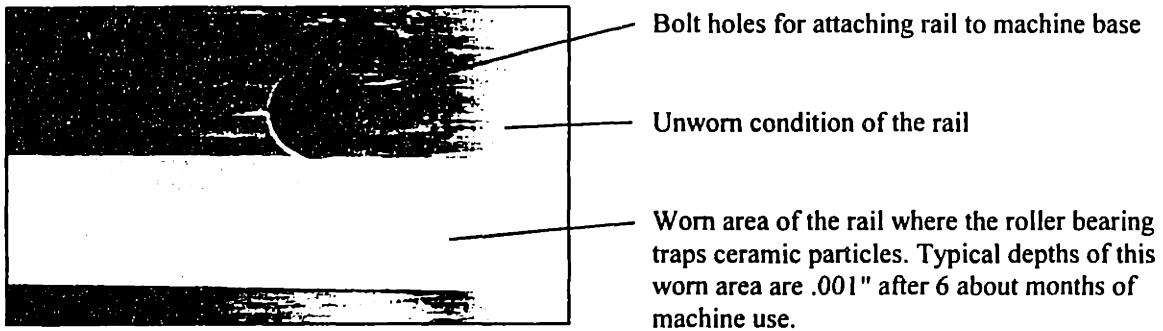 Bolt holes for attaching rail to machine base
Unworn condition of the rail
Worn area of the rail where the roller bearing
traps ceramic particles. Typical depths of this
worn area are .001" after 6 about months of
machine use.